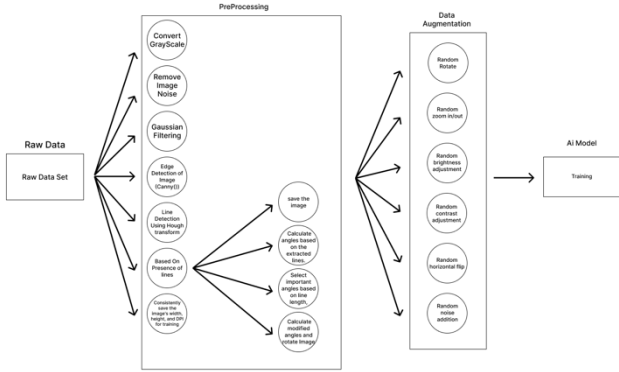 PreProcessing
Data
Augmentation
Convert
GrayScale
Remove
Image
Noise
Gaussian
Filtering
Raw Data
Raw Data Set
Edge
Detection of
Image
(Canny())
Line
Detection
Using Hough
transform
Based On
Presence of
lines
Consistently
save the
image's width,
height, and DPI
for training
save the
image
Calculate
angles based
on the
extracted
lines.
Select
important
angles based
on line
length,
Calculate
modified
angles and
rotate Image
Random
Rotate
Random
zoom in/out
Random
brightness
adjustment
Random
contrast
adjustment
Random
horizontal flip
Random
noise
addition
Ai Model
Training